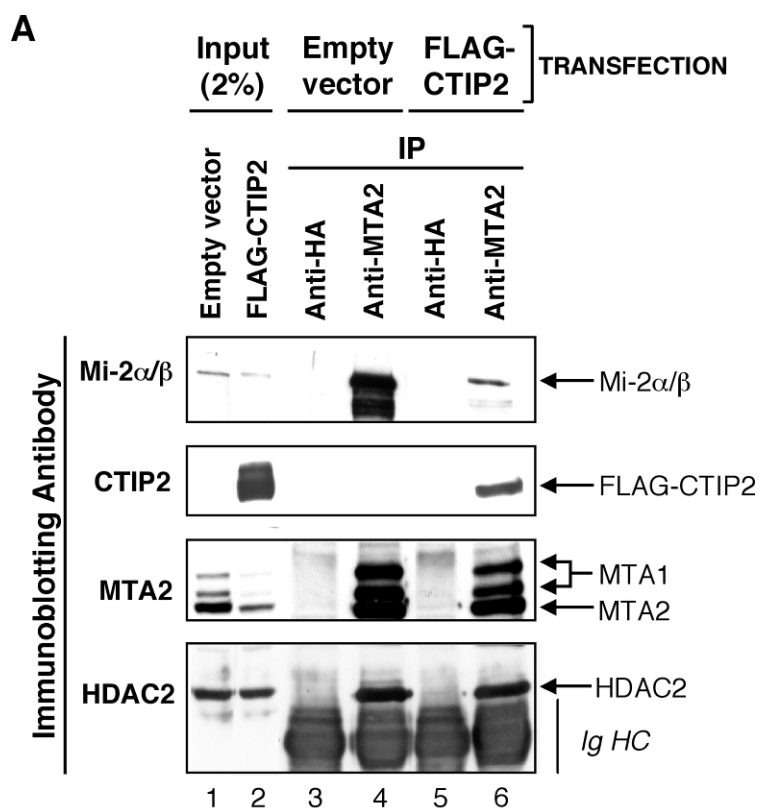 A
Input
(2%)
Empty
vector
FLAG-
CTIP2
TRANSFECTION
IP
Empty vector
FLAG-CTIP2
Anti-HA
Anti-MTA2
Anti-HA
Anti-MTA2
Immunoblotting Antibody
Mi-2α/β
Mi-2α/β
CTIP2
FLAG-CTIP2
MTA2
MTA1
MTA2
HDAC2
HDAC2
Ig HC
1 2 3 4 5 6